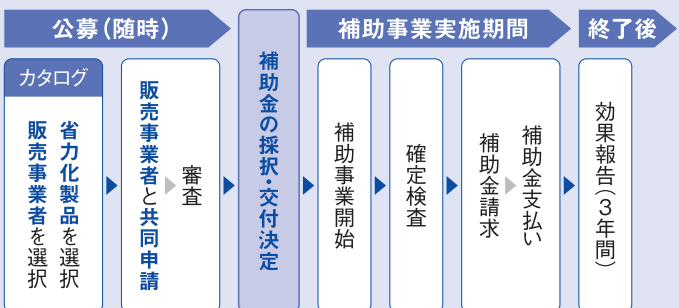 公募(随時)
補助事業実施期間
終了後
カタログ
省力化製品を選択
販売事業者を選択
販売事業者と共同申請
審査
補助金の採択・交付決定
補助事業開始
確定検査
補助金請求
補助金支払い
効果報告(3年間)